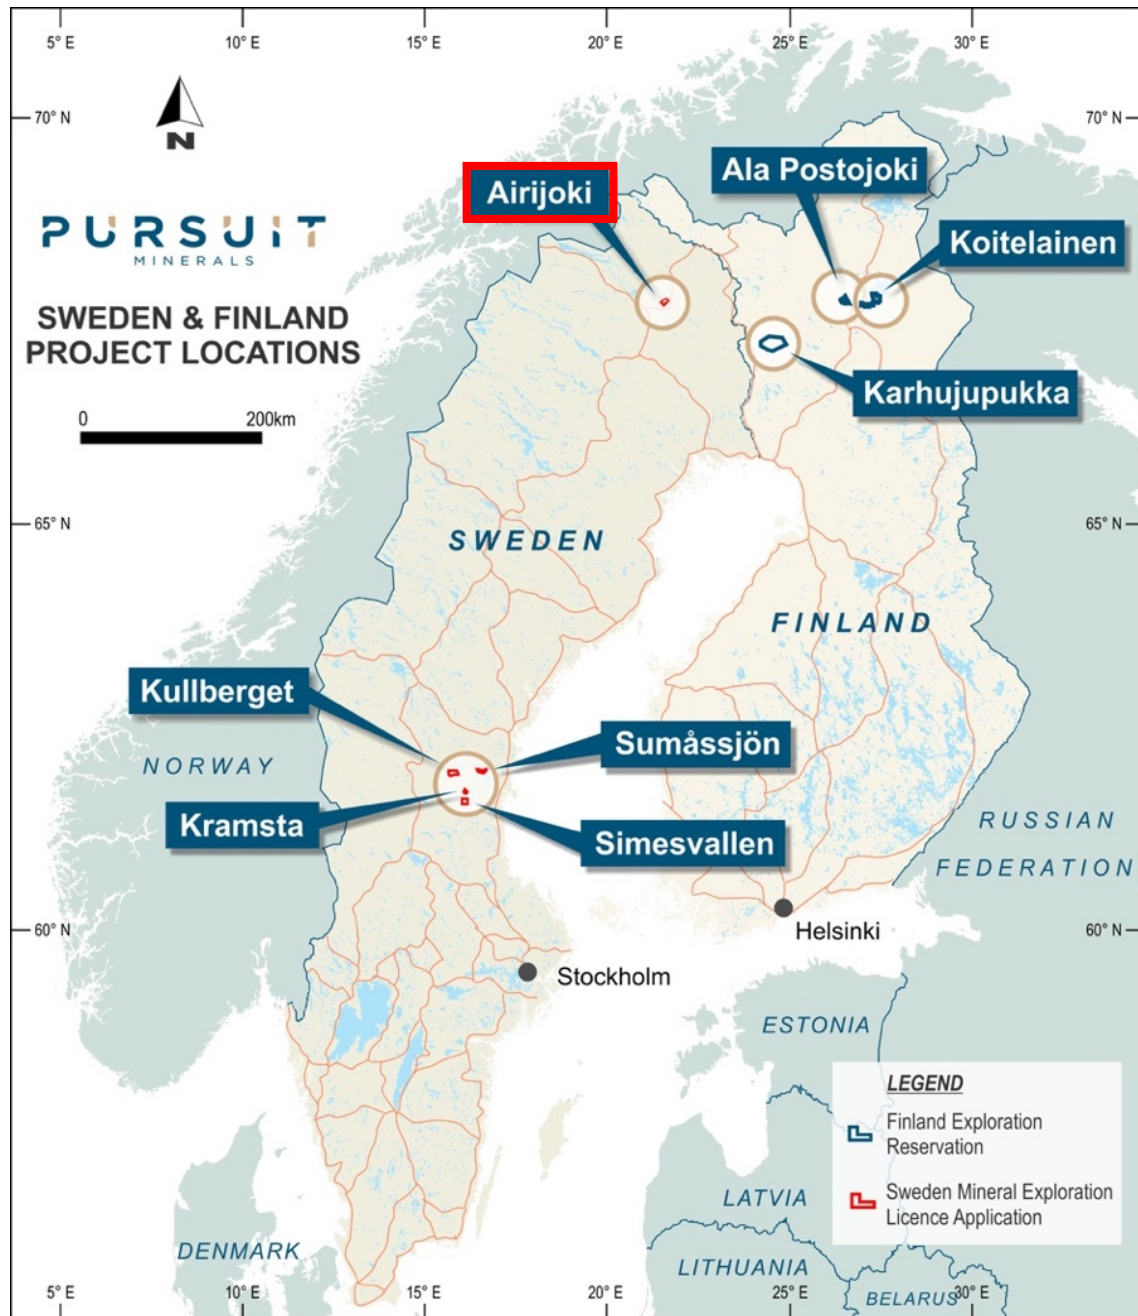 5° E 10° E 15° E 20° E 25° E 30° E
70° N 70° N
N
Airijoki
Ala Postojoki
Koitelainen
PURSUIT
MINERALS
SWEDEN & FINLAND
PROJECT LOCATIONS
Karhujupukka
0 200km
65° N 65° N
SWEDEN
FINLAND
Kullberget
Sumåssjön
NORWAY
Kramsta
Simesvallen
RUSSIAN
FEDERATION
60° N 60° N
Helsinki
Stockholm
ESTONIA
LEGEND
Finland Exploration
Reservation
Sweden Mineral Exploration
Licence Application
LATVIA
DENMARK
LITHUANIA
BELARUS
5° E 10° E 15° E 20° E 25° E 30° E